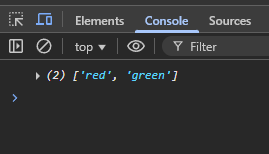 Elements Console Sources
top Filter
(2) ['red', 'green']